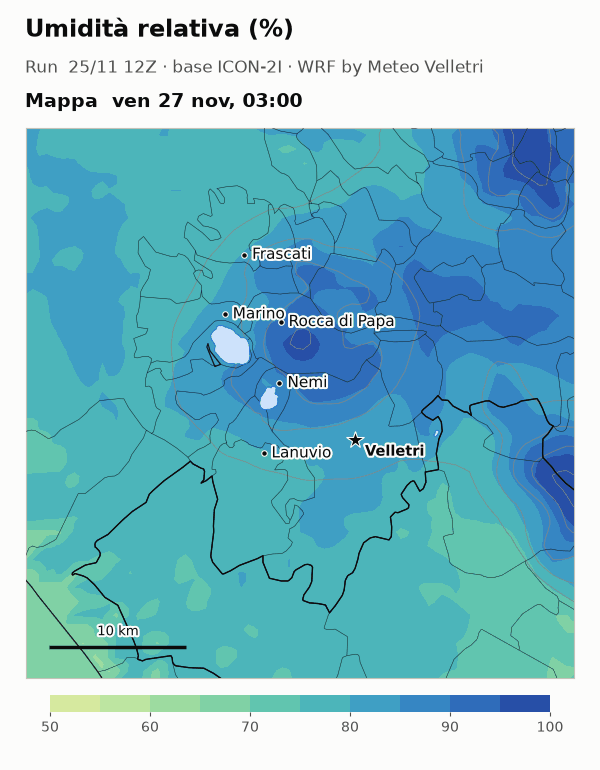 Umidità relativa (%)
Run  25/11 12Z · base ICON-2I · WRF by Meteo Velletri
Mappa  ven 27 nov, 03:00
Frascati
Marino
Rocca di Papa
Nemi
Velletri
Lanuvio
10 km
50 60 70 80 90 100